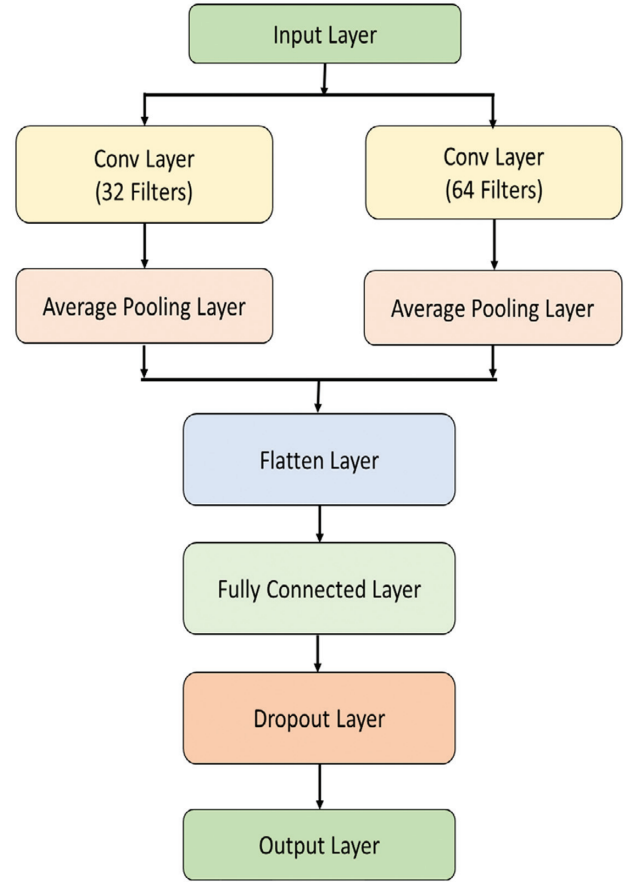 Input Layer
Conv Layer
(32 Filters)
Conv Layer
(64 Filters)
Average Pooling Layer
Average Pooling Layer
Flatten Layer
Fully Connected Layer
Dropout Layer
Output Layer